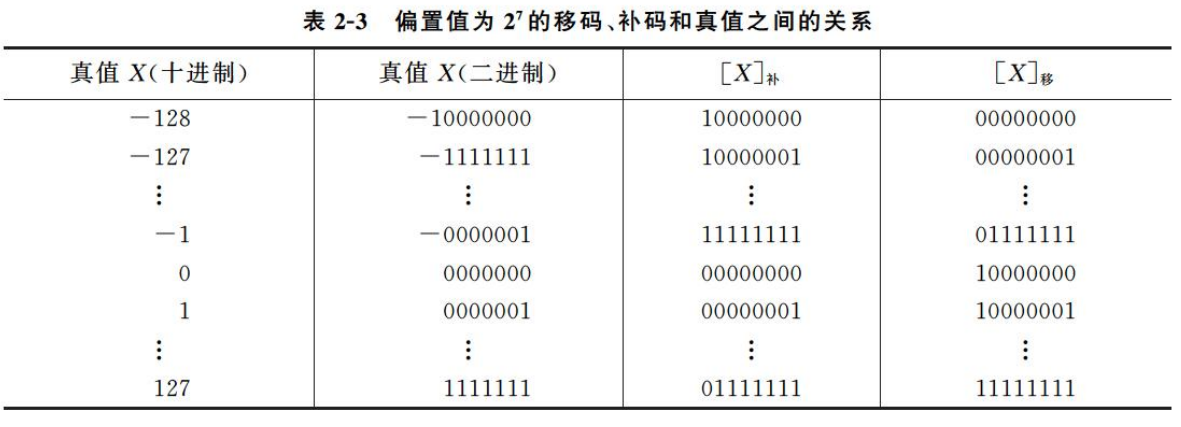 表 2-3 偏置值为 2⁷的移码、补码和真值之间的关系
真值 X(十进制) 真值 X(二进制) [X]补 [X]移
－128 －10000000 10000000 00000000
－127 －1111111 10000001 00000001
⋮ ⋮ ⋮ ⋮
－1 －0000001 11111111 01111111
0 0000000 00000000 10000000
1 0000001 00000001 10000001
⋮ ⋮ ⋮ ⋮
127 1111111 01111111 11111111